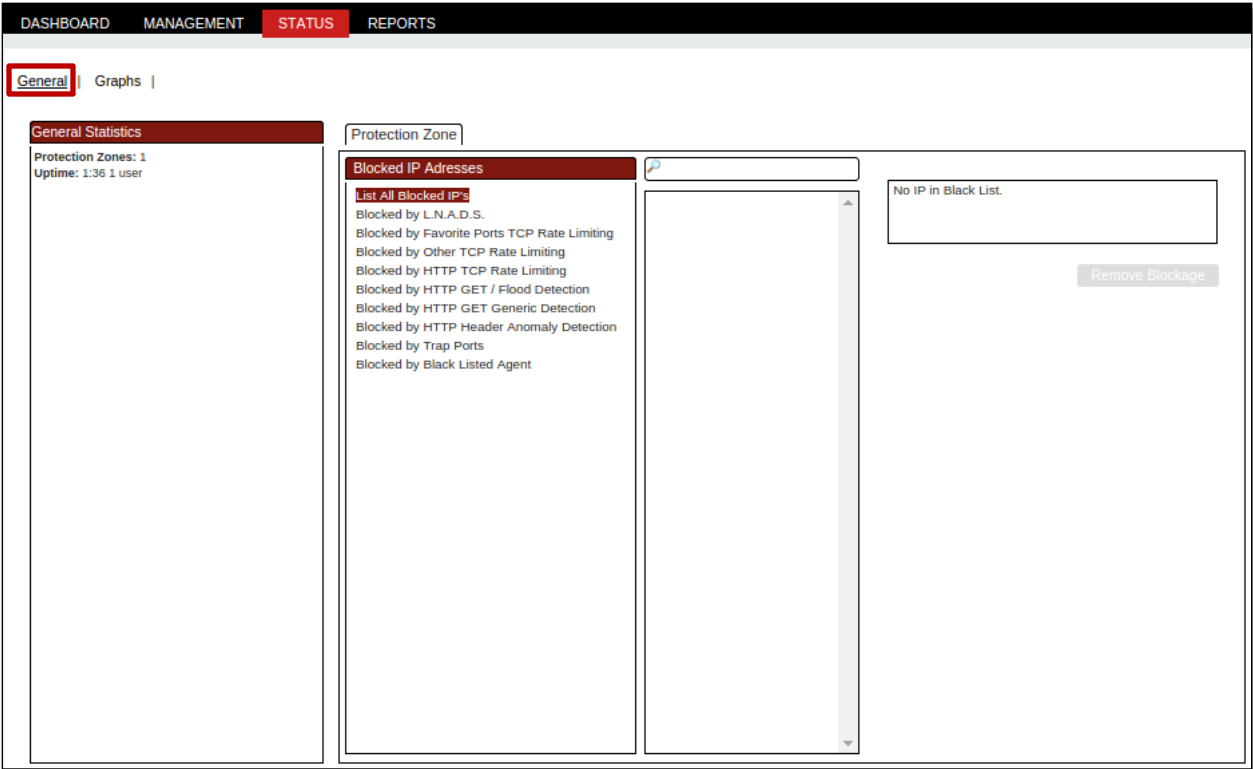 DASHBOARD MANAGEMENT STATUS REPORTS
General | Graphs |
General Statistics
Protection Zones: 1
Uptime: 1:36 1 user
Protection Zone
Blocked IP Adresses
List All Blocked IP's
Blocked by L.N.A.D.S.
Blocked by Favorite Ports TCP Rate Limiting
Blocked by Other TCP Rate Limiting
Blocked by HTTP TCP Rate Limiting
Blocked by HTTP GET / Flood Detection
Blocked by HTTP GET Generic Detection
Blocked by HTTP Header Anomaly Detection
Blocked by Trap Ports
Blocked by Black Listed Agent
No IP in Black List.
Remove Blockage